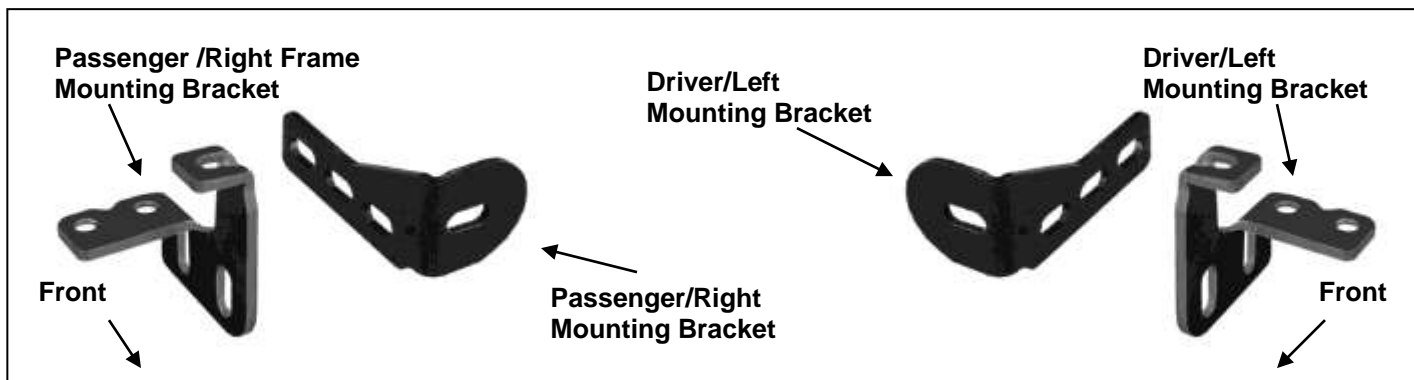 Passenger /Right Frame
Mounting Bracket
Driver/Left
Mounting Bracket
Driver/Left
Mounting Bracket
Front
Passenger/Right
Mounting Bracket
Front